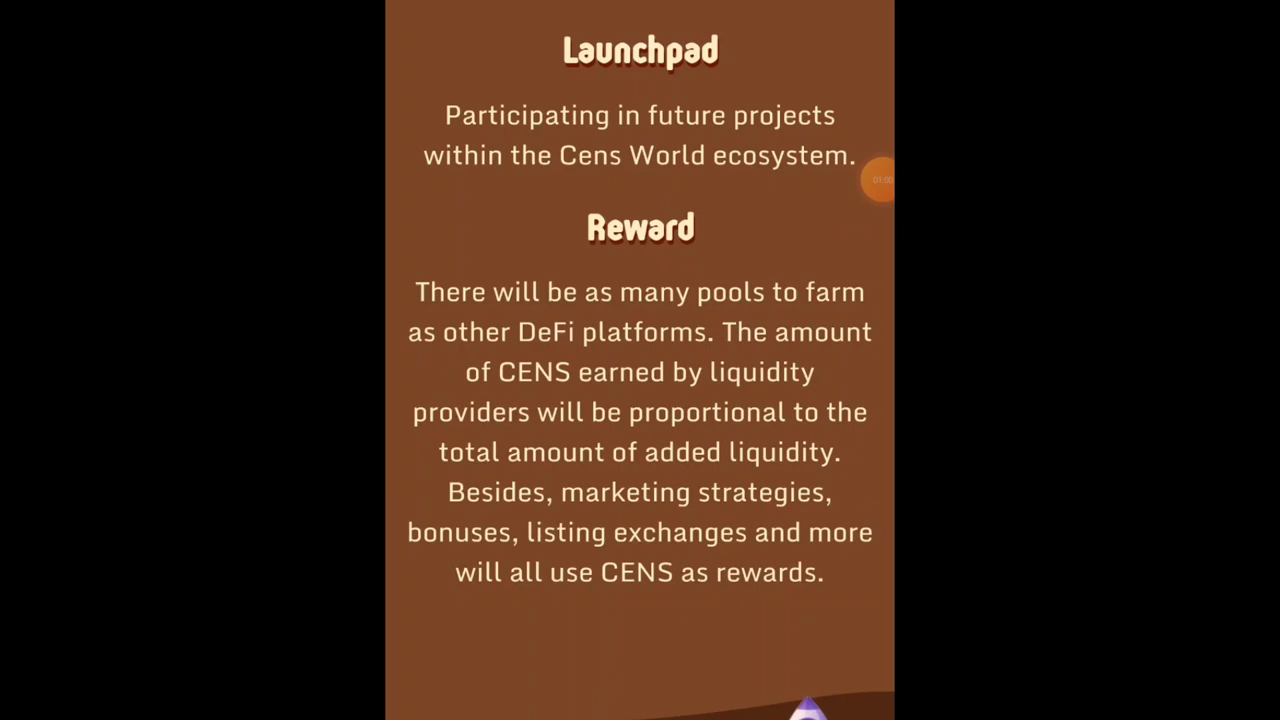 Launchpad
Participating in future projects
within the Cens World ecosystem.
01:00
Reward
There will be as many pools to farm
as other DeFi platforms. The amount
of CENS earned by liquidity
providers will be proportional to the
total amount of added liquidity.
Besides, marketing strategies,
bonuses, listing exchanges and more
will all use CENS as rewards.